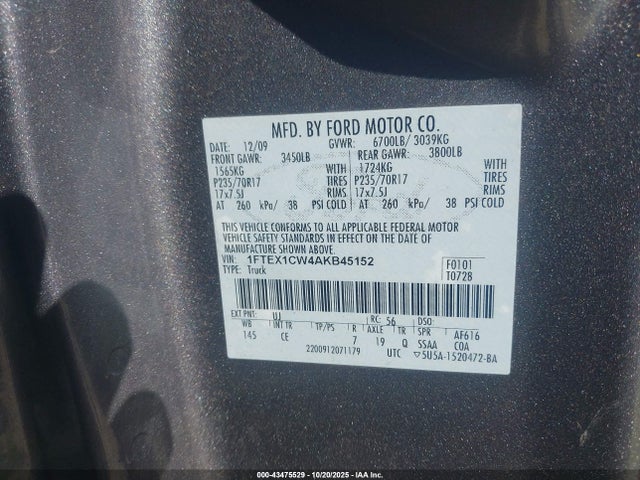 MFD. BY FORD MOTOR CO.
DATE: 12/09 GVWR: 6700LB/ 3039KG
FRONT GAWR: 3450LB REAR GAWR: 3800LB
1565KG WITH 1724KG WITH
P235/70R17 TIRES P235/70R17 TIRES
17x7.5J RIMS 17x7.5J RIMS
AT 260 kPa/ 38 PSI COLD AT 260 kPa/ 38 PSI COLD
THIS VEHICLE CONFORMS TO ALL APPLICABLE FEDERAL MOTOR
VEHICLE SAFETY STANDARDS IN EFFECT ON THE DATE OF
MANUFACTURE SHOWN ABOVE.
VIN: 1FTEX1CW4AKB45152 F0101
TYPE: Truck T0728
EXT PNT: UJ RC: 56 DSO:
WB INT TR TP/PS R AXLE TR SPR AF616
145 CE 7 19 Q SSAA COA
2200912071179 UTC ▽5U5A-1520472-BA
000-43475529 | 10/20/2025 | IAA Inc.